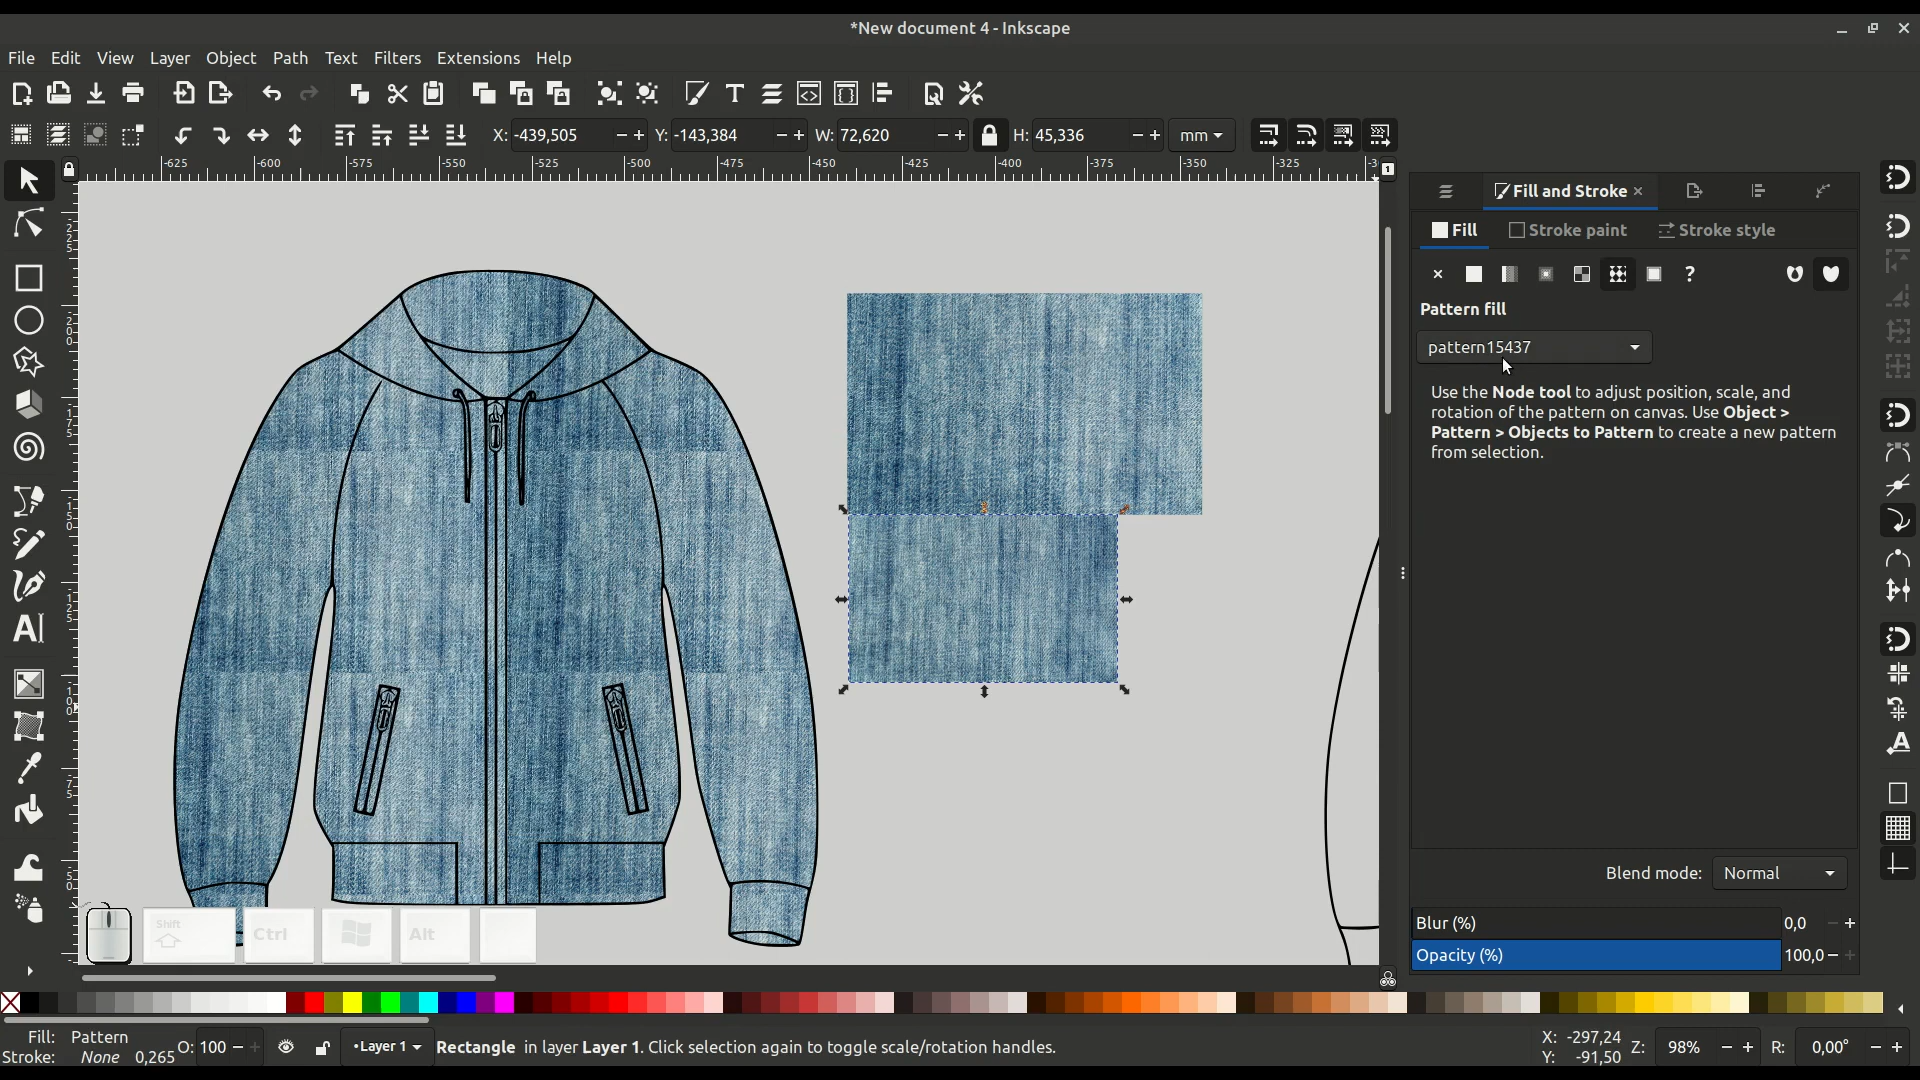 *New document 4 - Inkscape
File Edit View Layer Object Path Text Filters Extensions Help
X: -439,505 Y: -143,384 W: 72,620 H: 45,336 mm
-625 -600 -575 -550 -525 -500 -475 -450 -425 -400 -375 -350 -325 -3
1
Fill and Stroke
Fill Stroke paint Stroke style
Pattern fill
pattern15437
Use the Node tool to adjust position, scale, and
rotation of the pattern on canvas. Use Object >
Pattern > Objects to Pattern to create a new pattern
from selection.
Blend mode: Normal
Blur (%) 0,0
Opacity (%) 100,0
Shift Ctrl Alt
Fill: Pattern
Stroke: None 0,265
O: 100
•Layer 1
Rectangle in layer Layer 1. Click selection again to toggle scale/rotation handles.
X: -297,24
Y: -91,50
Z: 98% R: 0,00°